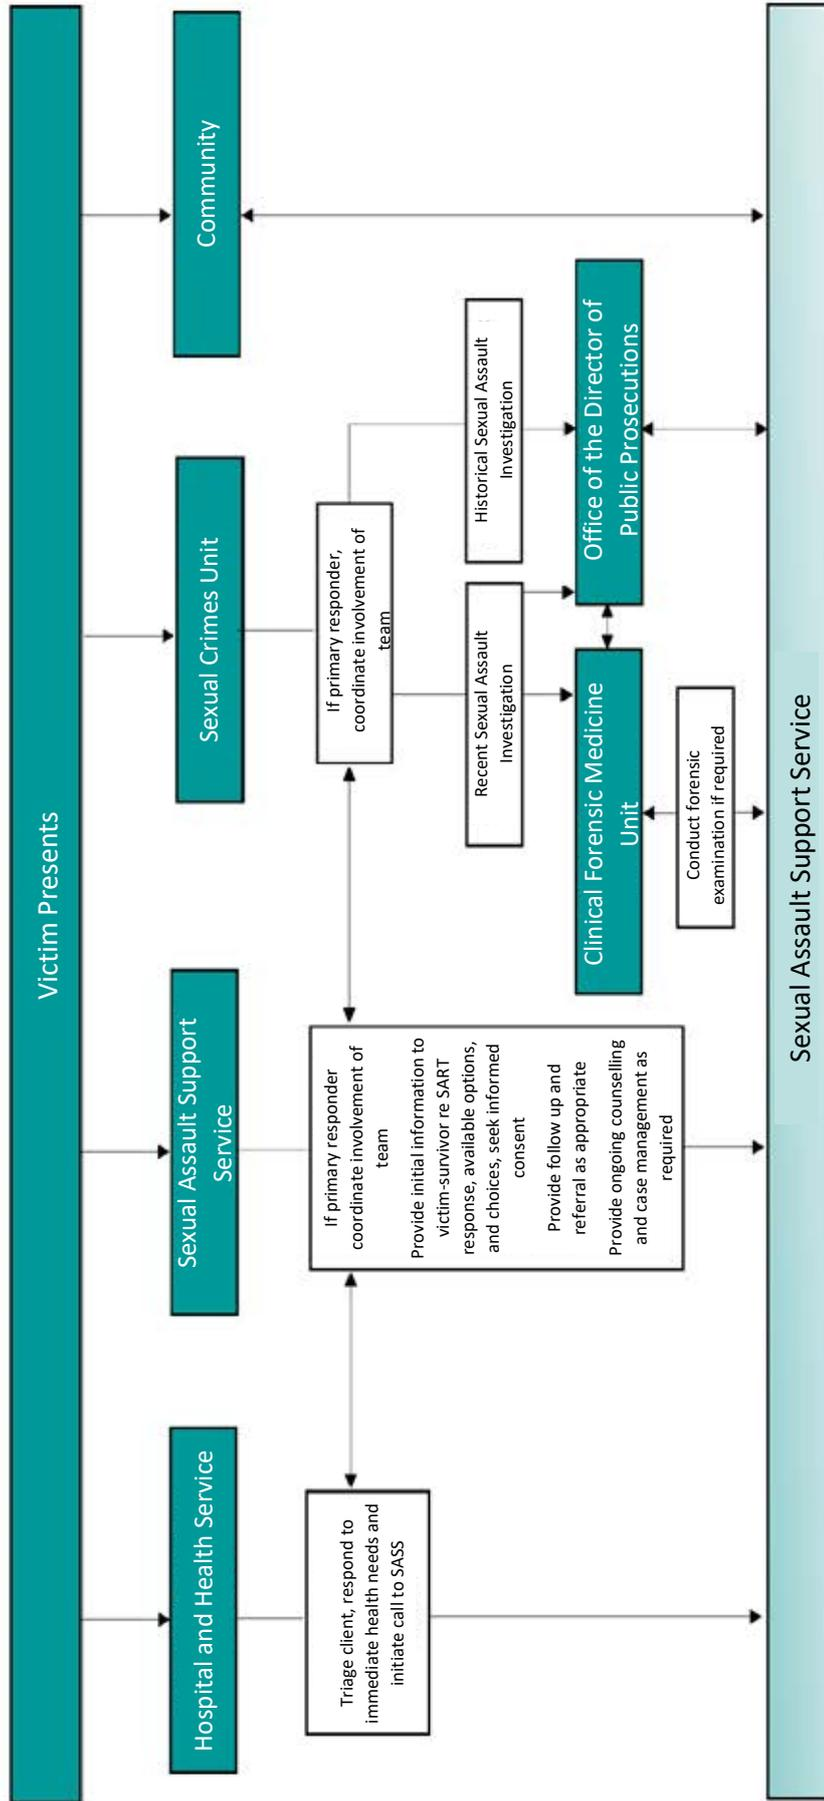 Victim Presents
Hospital and Health Service
Sexual Assault Support
Service
Sexual Crimes Unit
Community
Triage client, respond to
immediate health needs and
initiate call to SASS
If primary responder
coordinate involvement of
team
Provide initial information to
victim-survivor re SART
response, available options,
and choices, seek informed
consent
Provide follow up and
referral as appropriate
Provide ongoing counselling
and case management as
required
If primary responder,
coordinate involvement of
team
Recent Sexual Assault
Investigation
Historical Sexual Assault
Investigation
Clinical Forensic Medicine
Unit
Office of the Director of
Public Prosecutions
Conduct forensic
examination if required
Sexual Assault Support Service